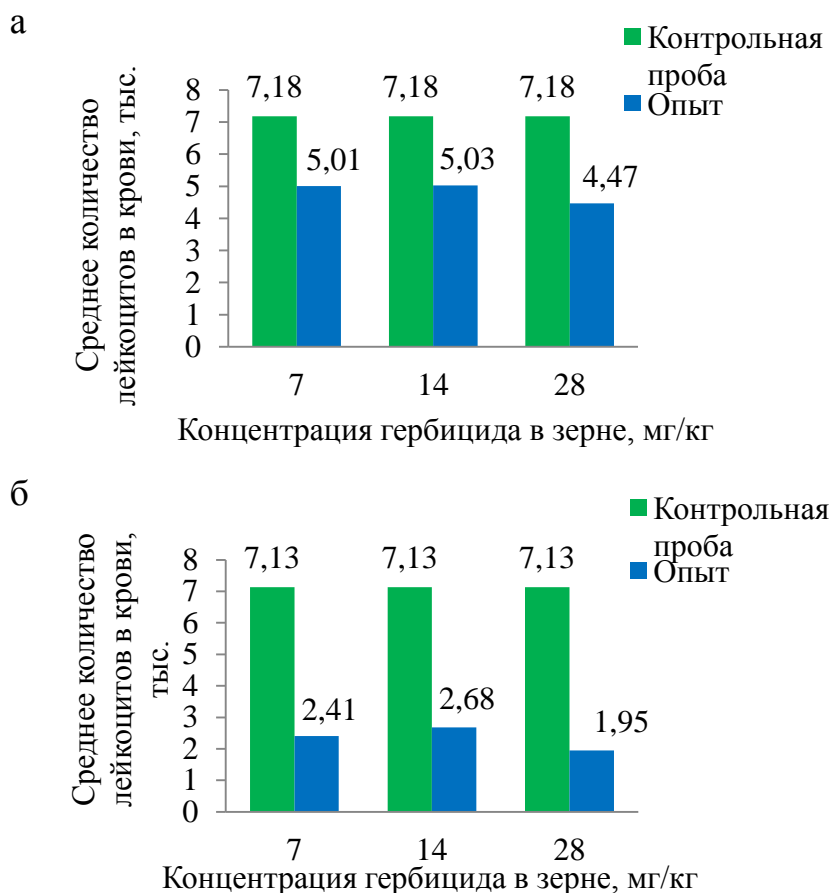 а
Контрольная
проба
Опыт
Среднее количество
лейкоцитов в крови, тыс.
8
7
6
5
4
3
2
1
0
7,18
7,18
7,18
5,01
5,03
4,47
7
14
28
Концентрация гербицида в зерне, мг/кг
б
Контрольная
проба
Опыт
Среднее количество
лейкоцитов в крови,
тыс.
8
7
6
5
4
3
2
1
0
7,13
7,13
7,13
2,41
2,68
1,95
7
14
28
Концентрация гербицида в зерне, мг/кг